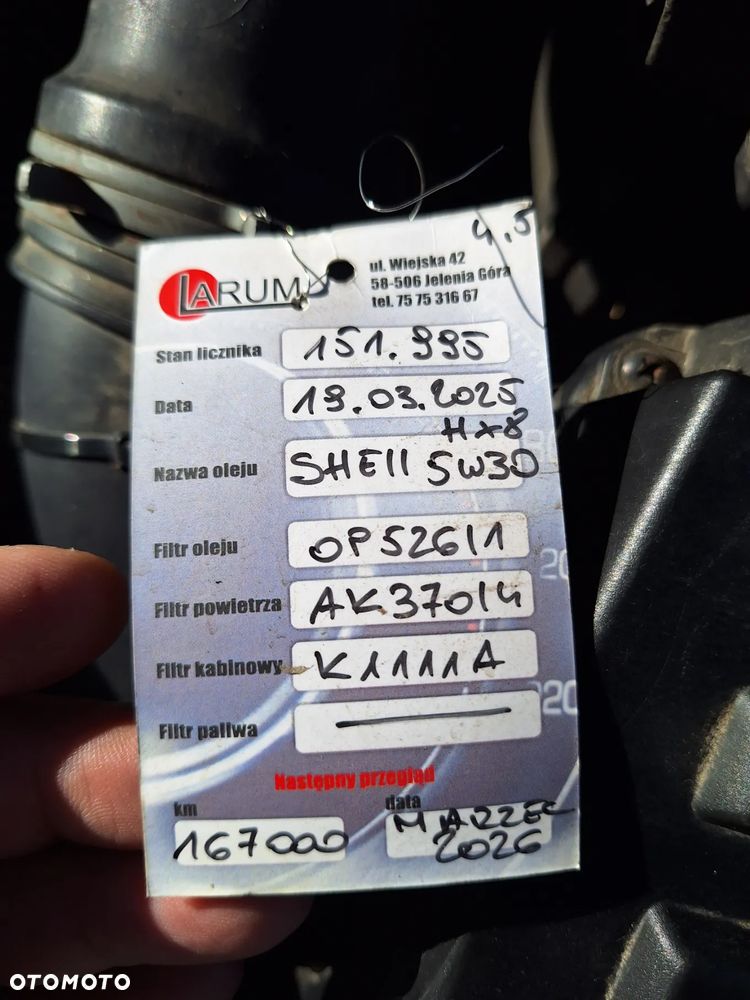 4.5
LARUM
ul. Wiejska 42
58-506 Jelenia Góra
tel. 75 75 316 67
Stan licznika 151.995
Data 19.03.2025
HX8
Nazwa oleju SHEll 5W30
Filtr oleju OP526/1
Filtr powietrza AK370/4
Filtr kabinowy K1111A
Filtr paliwa —
Następny przegląd
km data
167000 MARZEC
2026
20
220
OTOMOTO